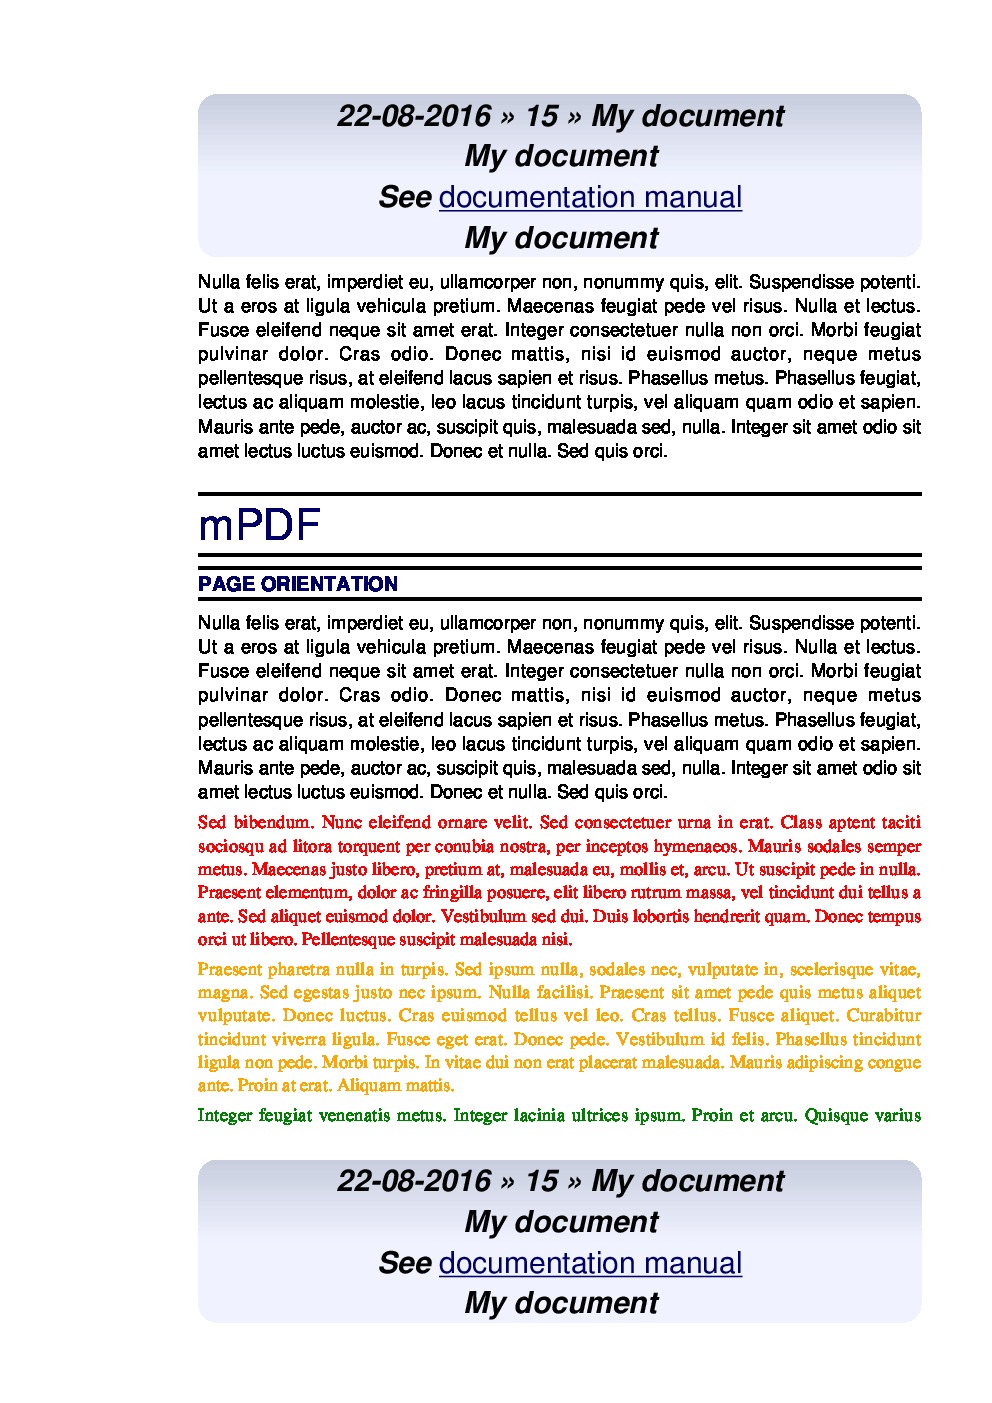 22-08-2016 » 15 » My document
My document
See documentation manual
My document
Nulla felis erat, imperdiet eu, ullamcorper non, nonummy quis, elit. Suspendisse potenti.
Ut a eros at ligula vehicula pretium. Maecenas feugiat pede vel risus. Nulla et lectus.
Fusce eleifend neque sit amet erat. Integer consectetuer nulla non orci. Morbi feugiat
pulvinar dolor. Cras odio. Donec mattis, nisi id euismod auctor, neque metus
pellentesque risus, at eleifend lacus sapien et risus. Phasellus metus. Phasellus feugiat,
lectus ac aliquam molestie, leo lacus tincidunt turpis, vel aliquam quam odio et sapien.
Mauris ante pede, auctor ac, suscipit quis, malesuada sed, nulla. Integer sit amet odio sit
amet lectus luctus euismod. Donec et nulla. Sed quis orci.
mPDF
PAGE ORIENTATION
Nulla felis erat, imperdiet eu, ullamcorper non, nonummy quis, elit. Suspendisse potenti.
Ut a eros at ligula vehicula pretium. Maecenas feugiat pede vel risus. Nulla et lectus.
Fusce eleifend neque sit amet erat. Integer consectetuer nulla non orci. Morbi feugiat
pulvinar dolor. Cras odio. Donec mattis, nisi id euismod auctor, neque metus
pellentesque risus, at eleifend lacus sapien et risus. Phasellus metus. Phasellus feugiat,
lectus ac aliquam molestie, leo lacus tincidunt turpis, vel aliquam quam odio et sapien.
Mauris ante pede, auctor ac, suscipit quis, malesuada sed, nulla. Integer sit amet odio sit
amet lectus luctus euismod. Donec et nulla. Sed quis orci.
Sed bibendum. Nunc eleifend ornare velit. Sed consectetuer urna in erat. Class aptent taciti
sociosqu ad litora torquent per conubia nostra, per inceptos hymenaeos. Mauris sodales semper
metus. Maecenas justo libero, pretium at, malesuada eu, mollis et, arcu. Ut suscipit pede in nulla.
Praesent elementum, dolor ac fringilla posuere, elit libero rutrum massa, vel tincidunt dui tellus a
ante. Sed aliquet euismod dolor. Vestibulum sed dui. Duis lobortis hendrerit quam. Donec tempus
orci ut libero. Pellentesque suscipit malesuada nisi.
Praesent pharetra nulla in turpis. Sed ipsum nulla, sodales nec, vulputate in, scelerisque vitae,
magna. Sed egestas justo nec ipsum. Nulla facilisi. Praesent sit amet pede quis metus aliquet
vulputate. Donec luctus. Cras euismod tellus vel leo. Cras tellus. Fusce aliquet. Curabitur
tincidunt viverra ligula. Fusce eget erat. Donec pede. Vestibulum id felis. Phasellus tincidunt
ligula non pede. Morbi turpis. In vitae dui non erat placerat malesuada. Mauris adipiscing congue
ante. Proin at erat. Aliquam mattis.
Integer feugiat venenatis metus. Integer lacinia ultrices ipsum. Proin et arcu. Quisque varius
22-08-2016 » 15 » My document
My document
See documentation manual
My document